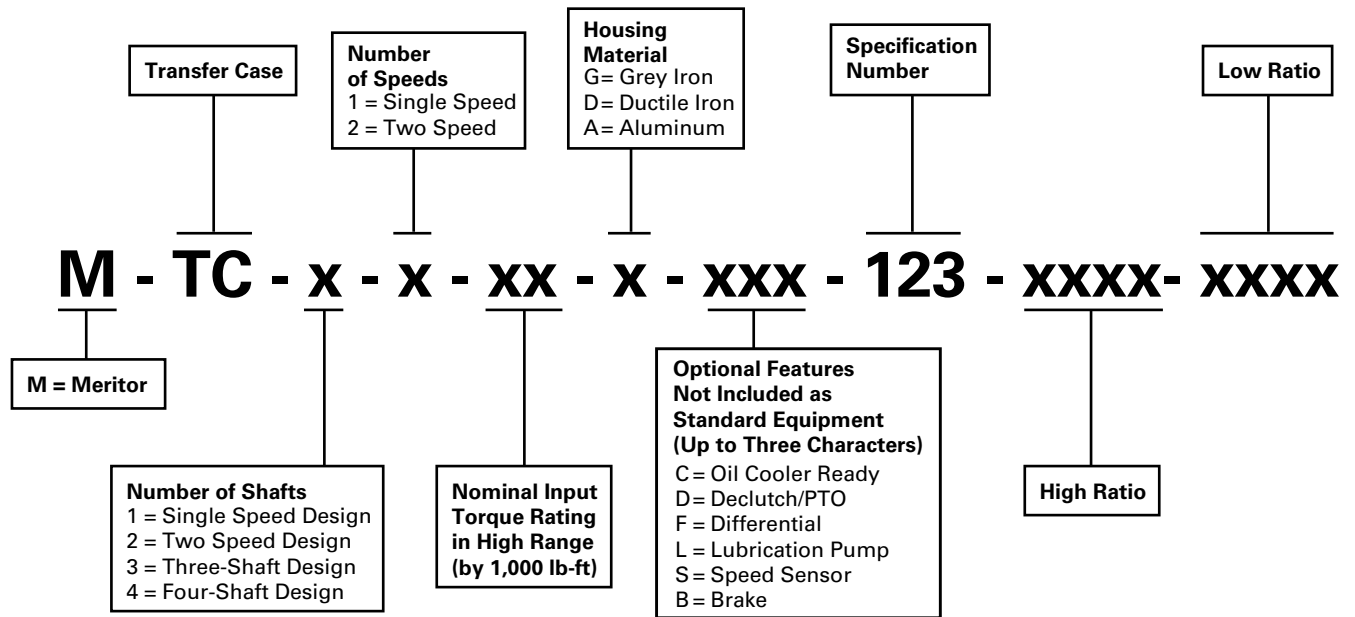 Transfer Case
Number
of Speeds
1 = Single Speed
2 = Two Speed
Housing
Material
G= Grey Iron
D= Ductile Iron
A= Aluminum
Specification
Number
Low Ratio
M - TC - x - x - xx - x - xxx - 123 - xxxx- xxxx
M = Meritor
Number of Shafts
1 = Single Speed Design
2 = Two Speed Design
3 = Three-Shaft Design
4 = Four-Shaft Design
Nominal Input
Torque Rating
in High Range
(by 1,000 lb-ft)
Optional Features
Not Included as
Standard Equipment
(Up to Three Characters)
C = Oil Cooler Ready
D = Declutch/PTO
F = Differential
L = Lubrication Pump
S = Speed Sensor
B = Brake
High Ratio